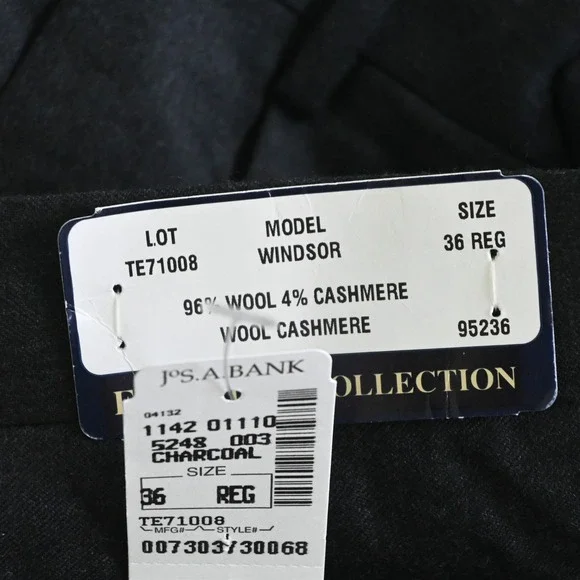 LOT MODEL SIZE
TE71008 WINDSOR 36 REG
96% WOOL 4% CASHMERE
WOOL CASHMERE 95236
COLLECTION
JOS. A. BANK
04132
1142 01110
5248 003
CHARCOAL
SIZE
36 REG
TE71008
MFG# STYLE#
007303/30068